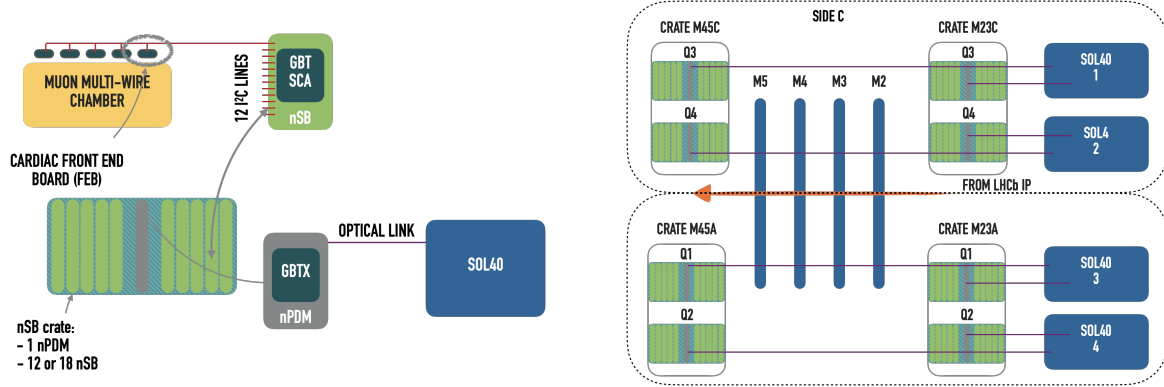 MUON MULTI-WIRE
CHAMBER
12 I²C LINES
GBT
SCA
nSB
CARDIAC FRONT END
BOARD (FEB)
OPTICAL LINK
GBTX
nPDM
SOL40
nSB crate:
- 1 nPDM
- 12 or 18 nSB
SIDE C
CRATE M45C
CRATE M23C
Q3
Q3
SOL40
1
M5
M4
M3
M2
Q4
Q4
SOL4
2
FROM LHCb IP
CRATE M45A
CRATE M23A
Q1
Q1
SOL40
3
Q2
Q2
SOL40
4